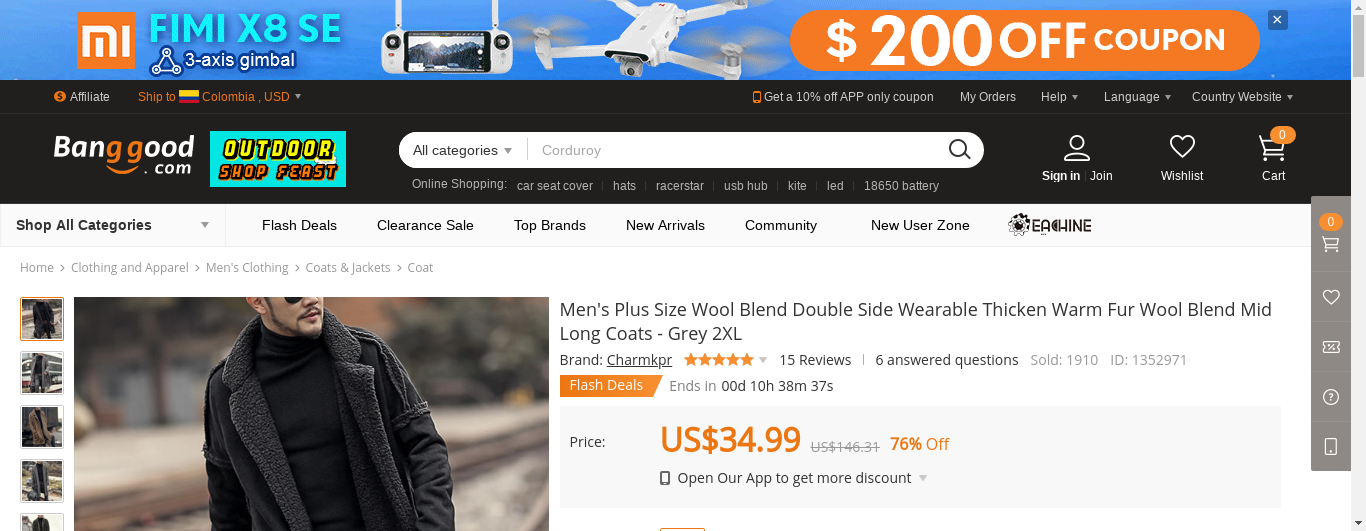 mi FIMI X8 SE
3-axis gimbal
$ 200 OFF COUPON
Affiliate Ship to Colombia , USD Get a 10% off APP only coupon My Orders Help Language Country Website
Banggood.com
OUTDOOR
SHOP FEAST
All categories Corduroy
0
Sign in Join Wishlist Cart
Online Shopping: car seat cover hats racerstar usb hub kite led 18650 battery
Shop All Categories Flash Deals Clearance Sale Top Brands New Arrivals Community New User Zone EACHINE
0
Home > Clothing and Apparel > Men's Clothing > Coats & Jackets > Coat
Men's Plus Size Wool Blend Double Side Wearable Thicken Warm Fur Wool Blend Mid
Long Coats - Grey 2XL
Brand: Charmkpr 15 Reviews 6 answered questions Sold: 1910 ID: 1352971
Flash Deals Ends in 00d 10h 38m 37s
Price: US$34.99 US$146.31 76% Off
Open Our App to get more discount